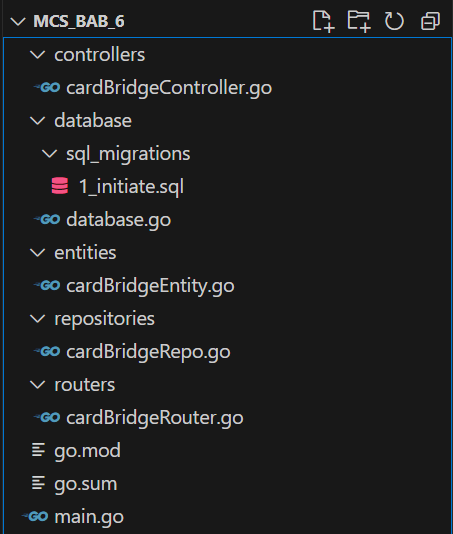 MCS_BAB_6
controllers
GO cardBridgeController.go
database
sql_migrations
1_initiate.sql
GO database.go
entities
GO cardBridgeEntity.go
repositories
GO cardBridgeRepo.go
routers
GO cardBridgeRouter.go
go.mod
go.sum
GO main.go